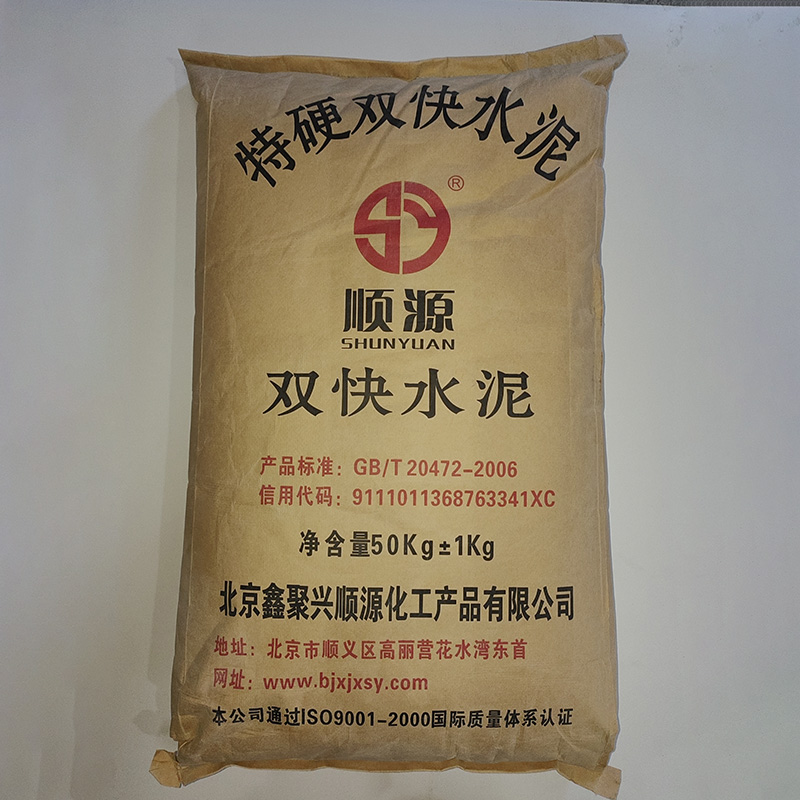 特硬双快水泥
®
顺源
SHUNYUAN
双快水泥
产品标准：GB/T 20472-2006
信用代码：9111011368763341XC
净含量50Kg±1Kg
北京鑫聚兴顺源化工产品有限公司
地址：北京市顺义区高丽营花水湾东首
网址：www.bjxjxsy.com
本公司通过ISO9001-2000国际质量体系认证